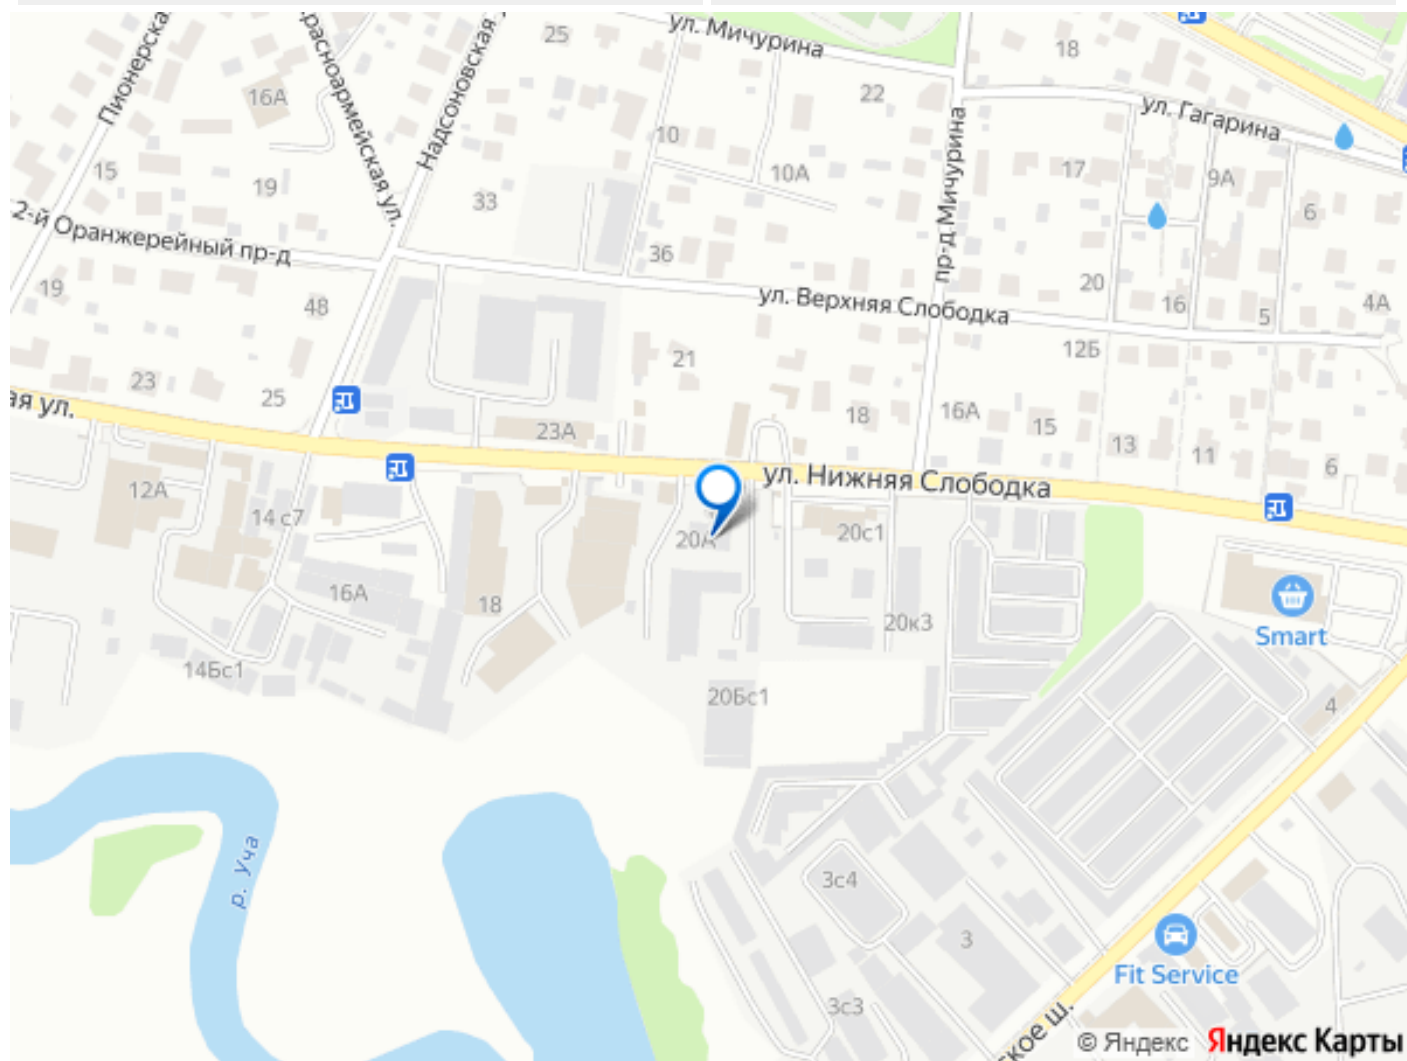 Пионерска
Красноармейская ул.
Надсоновская
25
ул. Мичурина
18
16А
22
ул. Гагарина
10
пр-д Мичурина
15
19
33
10А
17
9А
6
2-й Оранжерейный пр-д
36
19
48
ул. Верхняя Слободка
20
16
5
4А
21
12Б
23
25
ая ул.
23А
18
16А
15
13
11
6
12А
14 с7
ул. Нижняя Слободка
20А
20с1
16А
18
20к3
Smart
14Бс1
20Бс1
4
р. Уча
3с4
3
Fit Service
3с3
ское ш.
© Яндекс Яндекс Карты